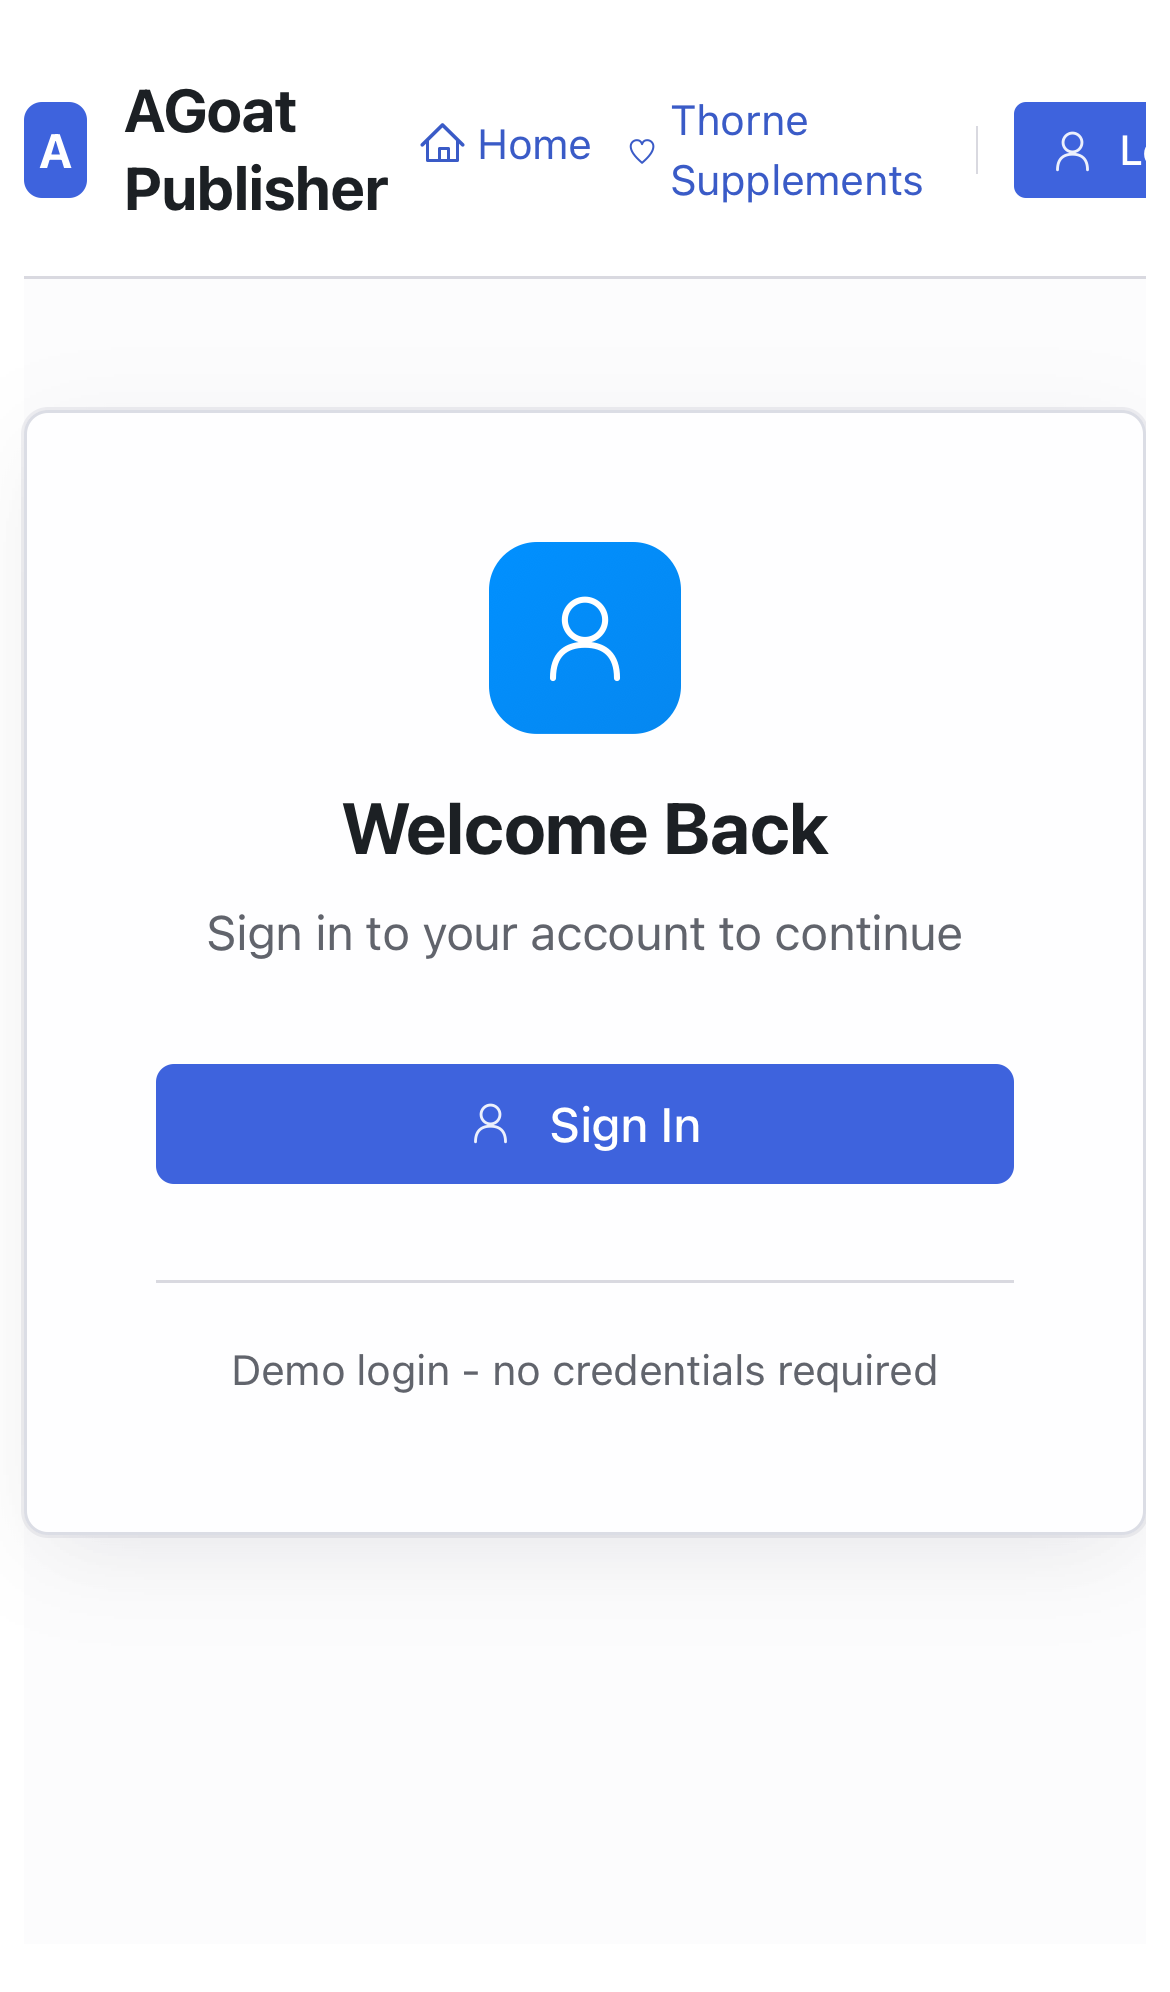 A
AGoat
Publisher
Home
Thorne
Supplements
Welcome Back
Sign in to your account to continue
Sign In
Demo login - no credentials required